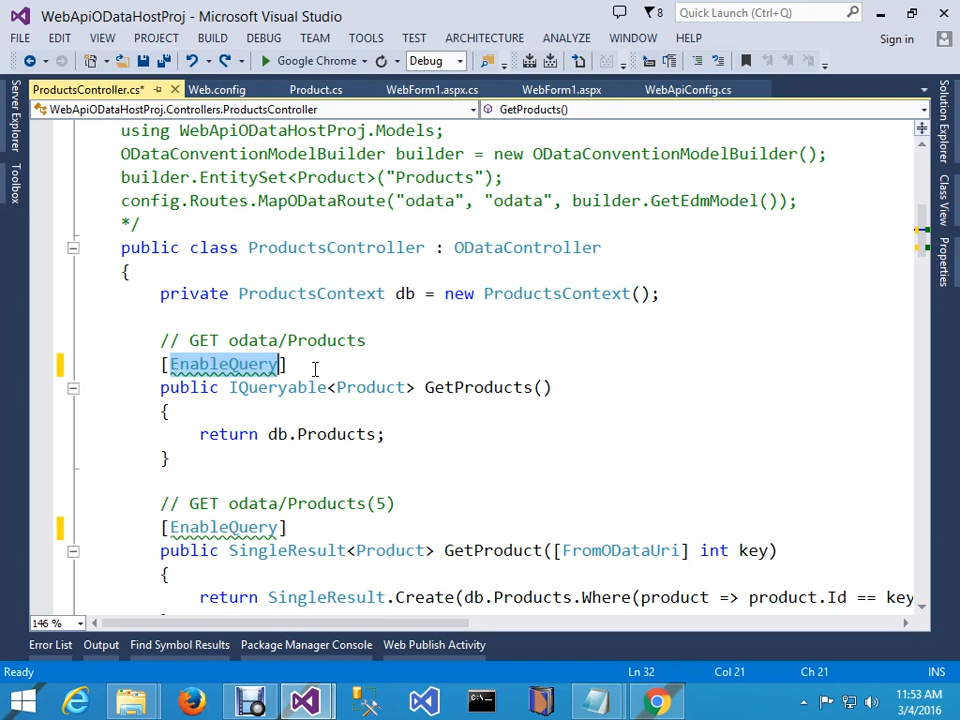 WebApiODataHostProj - Microsoft Visual Studio
8
Quick Launch (Ctrl+Q)
FILE EDIT VIEW PROJECT BUILD DEBUG TEAM TOOLS TEST ARCHITECTURE ANALYZE WINDOW HELP Sign in
Google Chrome Debug
Server Explorer
Toolbox
ProductsController.cs* Web.config Product.cs WebForm1.aspx.cs WebForm1.aspx WebApiConfig.cs
WebApiODataHostProj.Controllers.ProductsController GetProducts()
using WebApiODataHostProj.Models;
ODataConventionModelBuilder builder = new ODataConventionModelBuilder();
builder.EntitySet<Product>("Products");
config.Routes.MapODataRoute("odata", "odata", builder.GetEdmModel());
*/
public class ProductsController : ODataController
{
private ProductsContext db = new ProductsContext();
// GET odata/Products
[EnableQuery]
public IQueryable<Product> GetProducts()
{
return db.Products;
}
// GET odata/Products(5)
[EnableQuery]
public SingleResult<Product> GetProduct([FromODataUri] int key)
{
return SingleResult.Create(db.Products.Where(product => product.Id == key
Solution Explorer
Class View
Properties
146 %
Error List Output Find Symbol Results Package Manager Console Web Publish Activity
Ready Ln 32 Col 21 Ch 21 INS
11:53 AM
3/4/2016